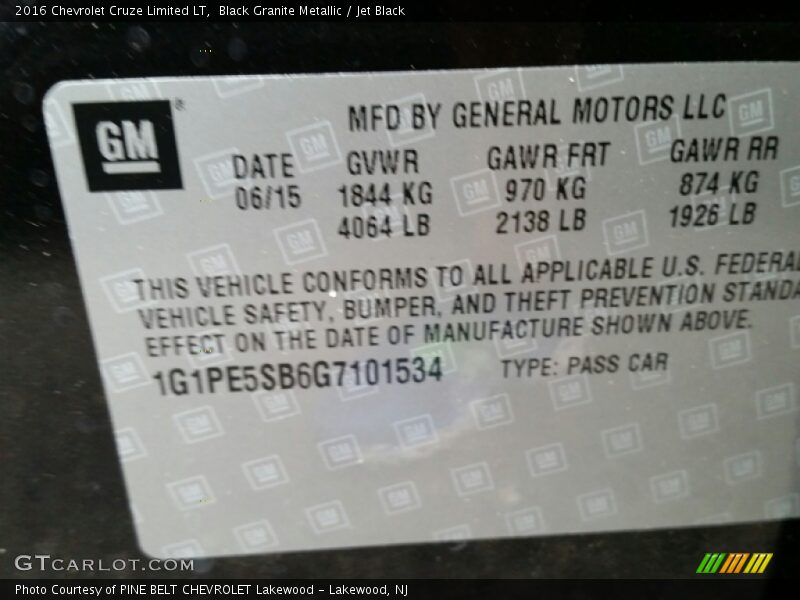 2016 Chevrolet Cruze Limited LT,  Black Granite Metallic / Jet Black
GM ®
MFD BY GENERAL MOTORS LLC
DATE GVWR GAWR FRT GAWR RR
06/15 1844 KG 970 KG 874 KG
4064 LB 2138 LB 1926 LB
THIS VEHICLE CONFORMS TO ALL APPLICABLE U.S. FEDERAL
VEHICLE SAFETY, BUMPER, AND THEFT PREVENTION STANDA
EFFECT ON THE DATE OF MANUFACTURE SHOWN ABOVE.
1G1PE5SB6G7101534 TYPE: PASS CAR
GTCARLOT.COM
Photo Courtesy of PINE BELT CHEVROLET Lakewood - Lakewood, NJ